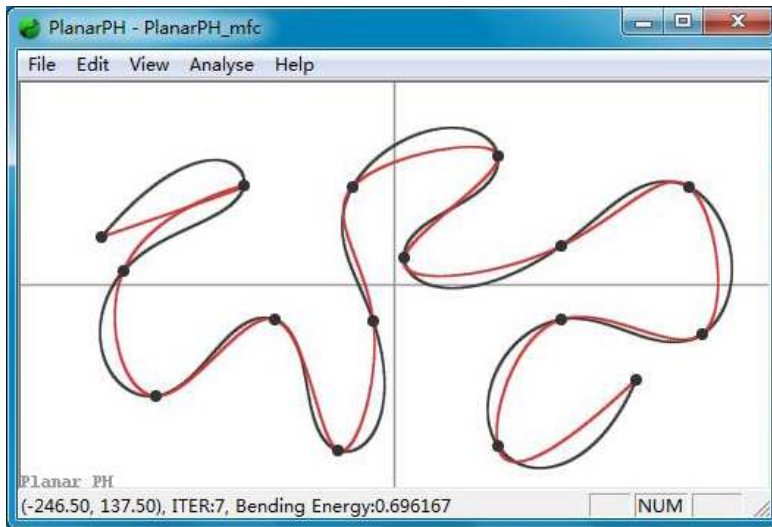 PlanarPH - PlanarPH_mfc
File Edit View Analyse Help
Planar PH
(-246.50, 137.50), ITER:7, Bending Energy:0.696167 NUM